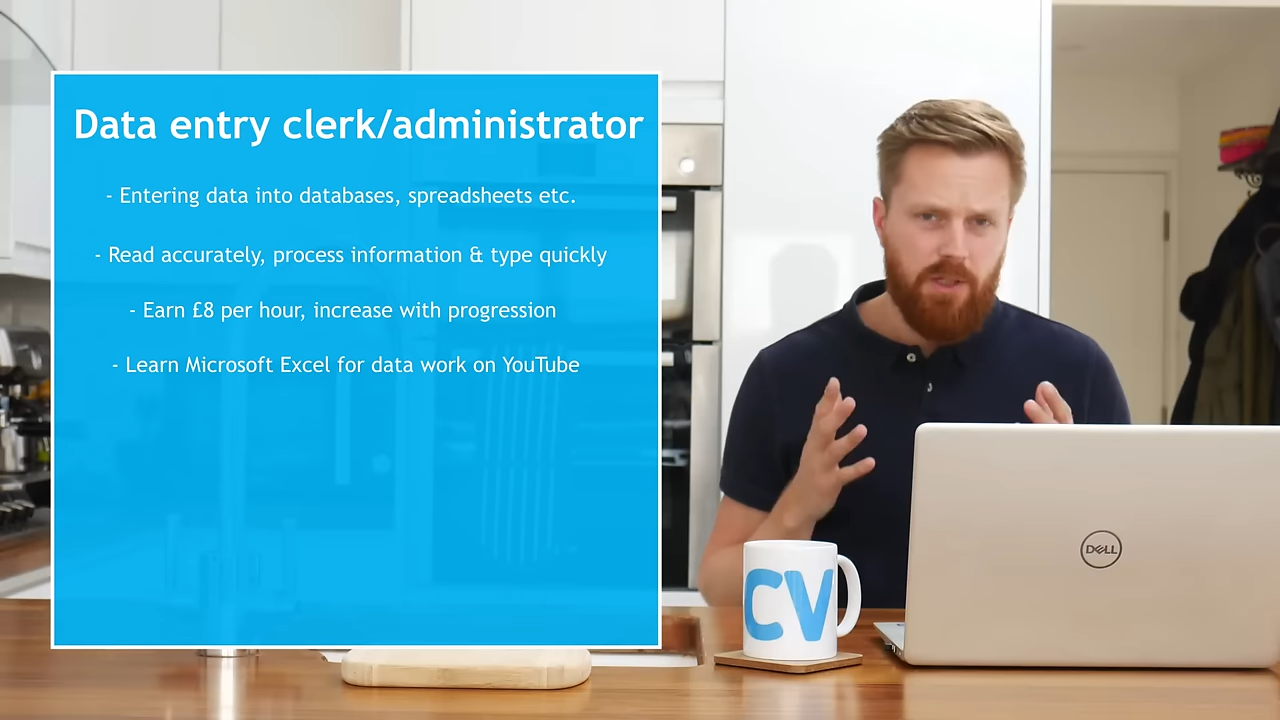 Data entry clerk/administrator
- Entering data into databases, spreadsheets etc.
- Read accurately, process information & type quickly
- Earn £8 per hour, increase with progression
- Learn Microsoft Excel for data work on YouTube
CV
DELL